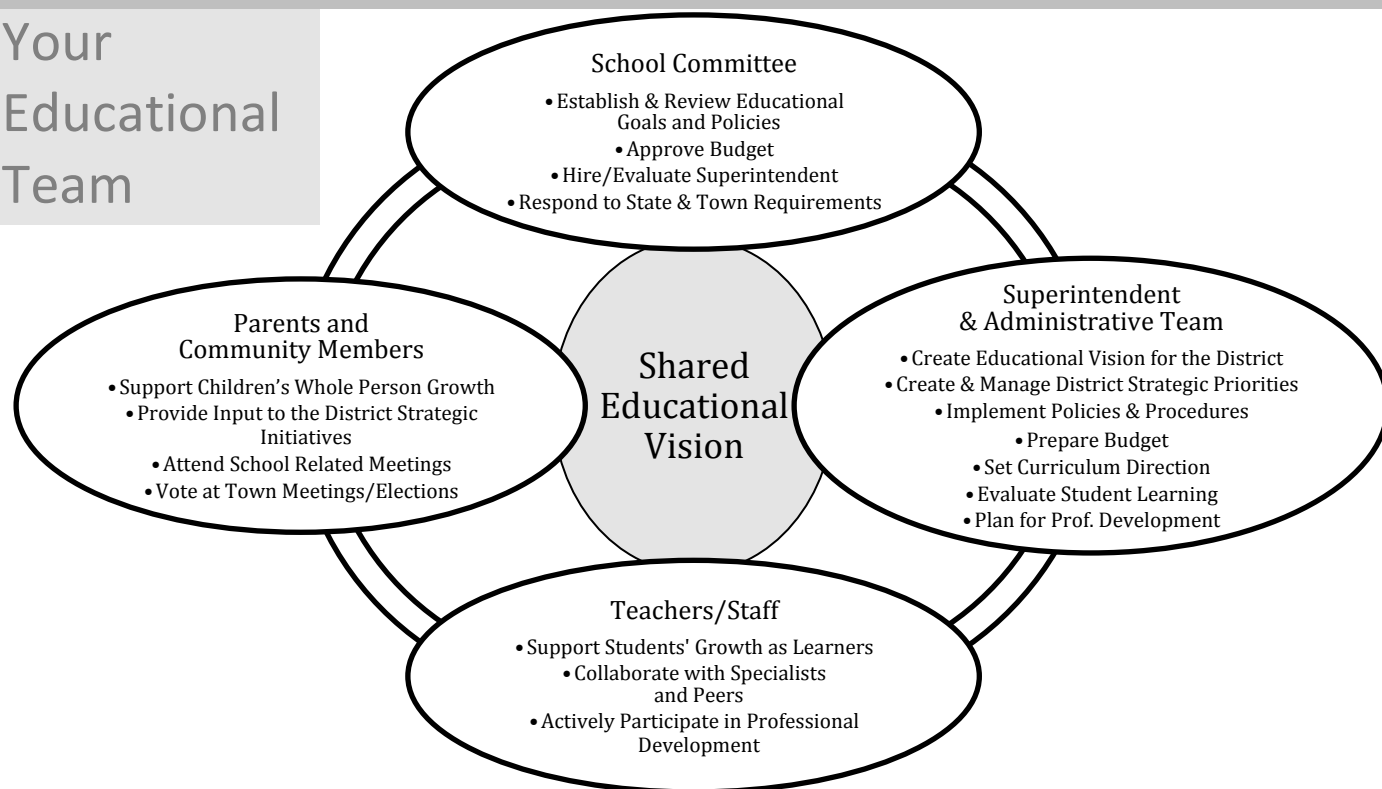 Your
Educational
Team
School Committee
• Establish & Review Educational
Goals and Policies
• Approve Budget
• Hire/Evaluate Superintendent
• Respond to State & Town Requirements
Parents and
Community Members
• Support Children’s Whole Person Growth
• Provide Input to the District Strategic
Initiatives
• Attend School Related Meetings
• Vote at Town Meetings/Elections
Shared
Educational
Vision
Superintendent
& Administrative Team
• Create Educational Vision for the District
• Create & Manage District Strategic Priorities
• Implement Policies & Procedures
• Prepare Budget
• Set Curriculum Direction
• Evaluate Student Learning
• Plan for Prof. Development
Teachers/Staff
• Support Students' Growth as Learners
• Collaborate with Specialists
and Peers
• Actively Participate in Professional
Development